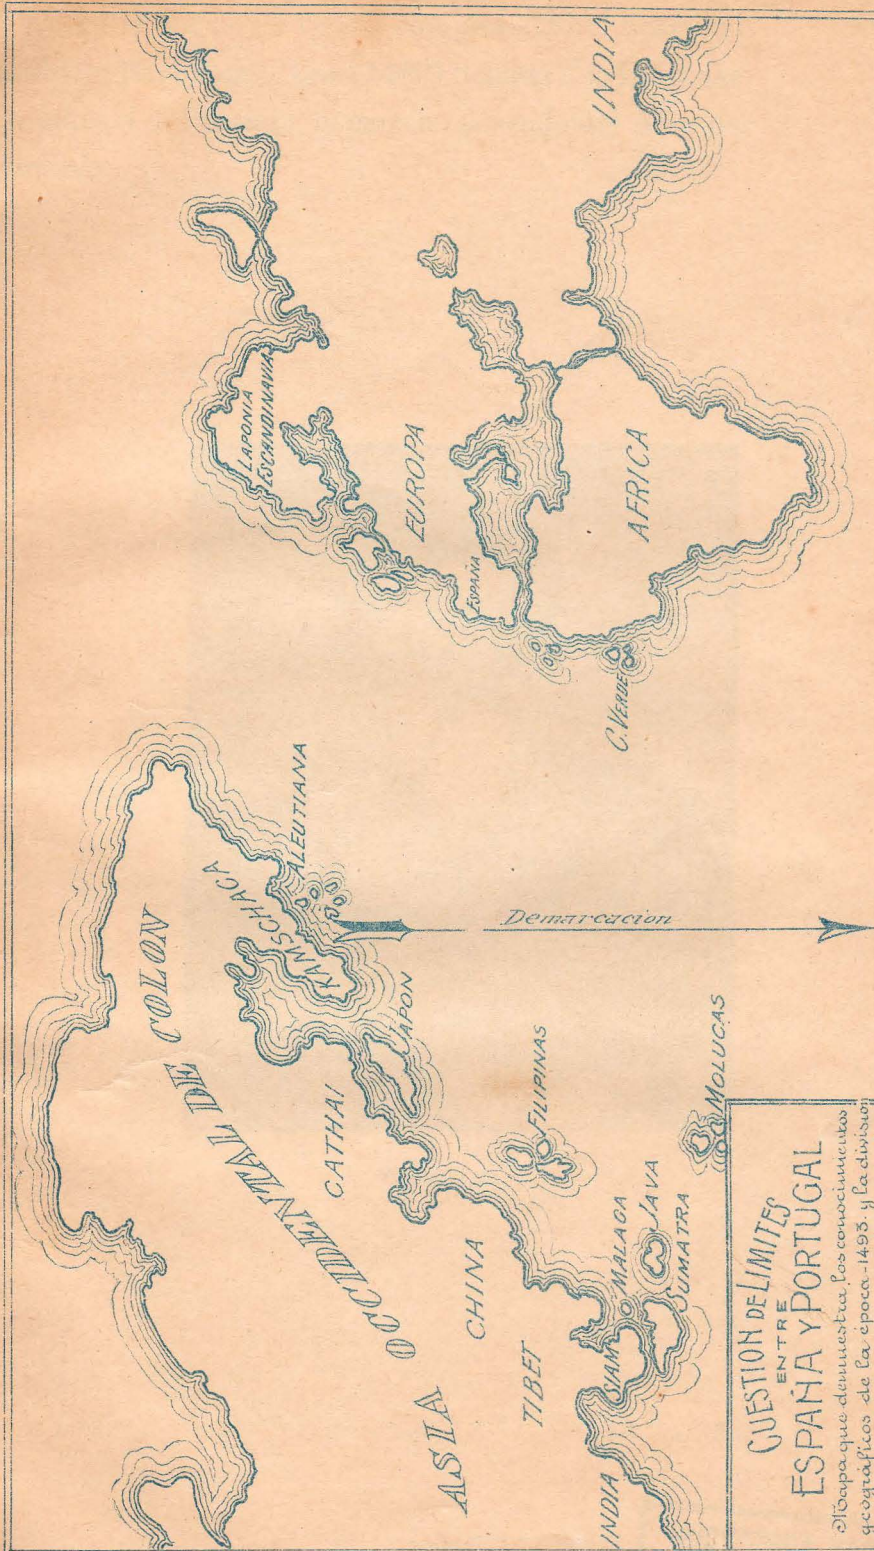 CUESTION DE LIMITES
ENTRE
ESPAÑA Y PORTUGAL
Mapa que demuestra los conocimientos
geográficos de la época-1493-y la division
ASIA OCCIDENTAL DE COLON
KAMSCHACA
ALEUTIANA
CATHAI
JAPON
CHINA
FILIPINAS
TIBET
INDIA
SIAM
MÁLAGA
JAVA
SUMATRA
MOLUCAS
Demarcacion
LAPONIA
ESCANDINAVIA
EUROPA
ESPAÑA
AFRICA
C. VERDE
INDIA